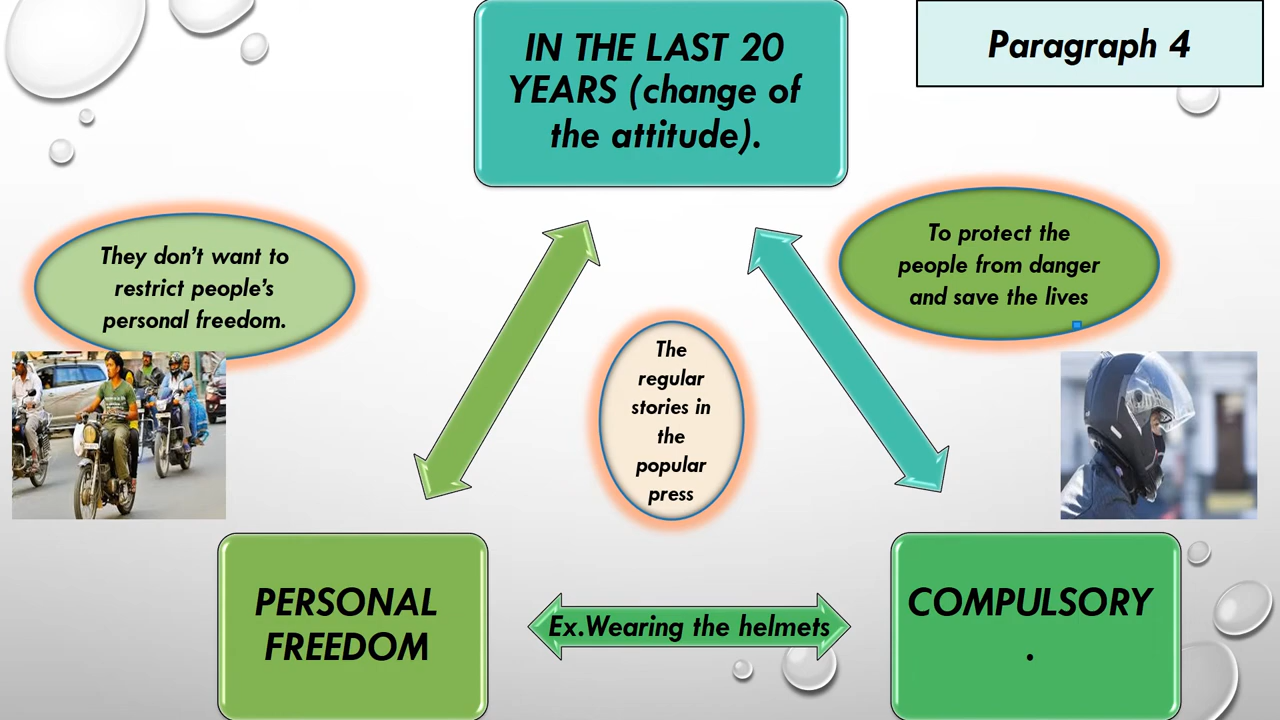 IN THE LAST 20
YEARS (change of
the attitude).
Paragraph 4
They don't want to
restrict people's
personal freedom.
To protect the
people from danger
and save the lives
The
regular
stories in
the
popular
press
PERSONAL
FREEDOM
Ex.Wearing the helmets
COMPULSORY
.